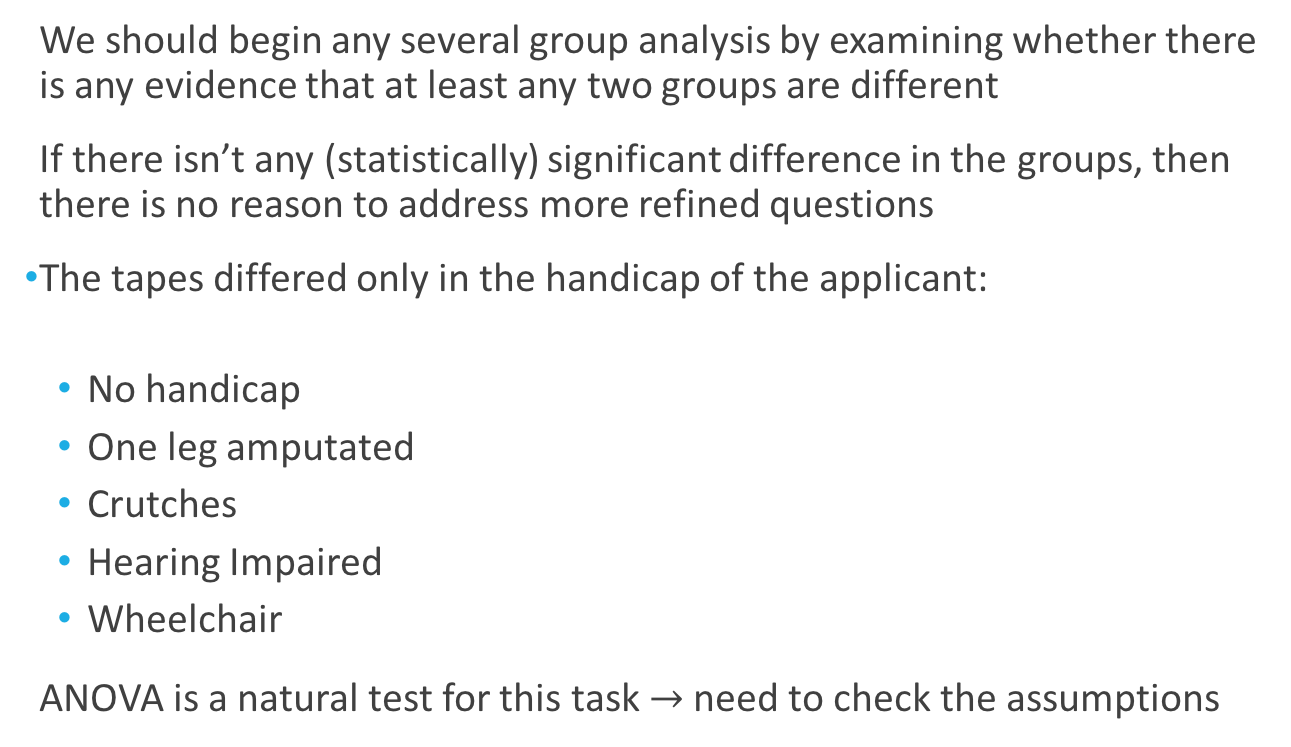 We should begin any several group analysis by examining whether there
is any evidence that at least any two groups are different
If there isn’t any (statistically) significant difference in the groups, then
there is no reason to address more refined questions
•The tapes differed only in the handicap of the applicant:
• No handicap
• One leg amputated
• Crutches
• Hearing Impaired
• Wheelchair
ANOVA is a natural test for this task → need to check the assumptions